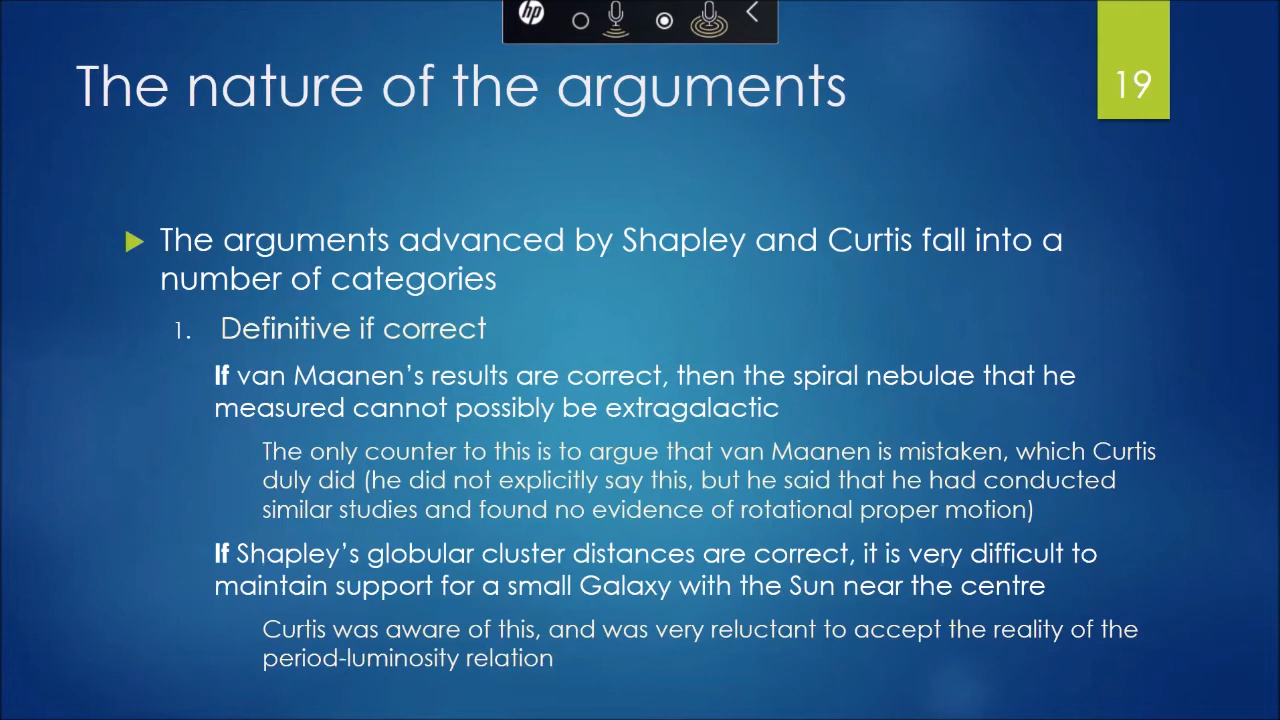 hp
The nature of the arguments
19
The arguments advanced by Shapley and Curtis fall into a
number of categories
1. Definitive if correct
If van Maanen’s results are correct, then the spiral nebulae that he
measured cannot possibly be extragalactic
The only counter to this is to argue that van Maanen is mistaken, which Curtis
duly did (he did not explicitly say this, but he said that he had conducted
similar studies and found no evidence of rotational proper motion)
If Shapley’s globular cluster distances are correct, it is very difficult to
maintain support for a small Galaxy with the Sun near the centre
Curtis was aware of this, and was very reluctant to accept the reality of the
period-luminosity relation